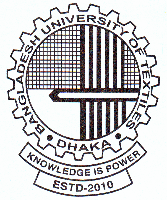 BANGLADESH UNIVERSITY OF TEXTILES
DHAKA
KNOWLEDGE IS POWER
ESTD-2010